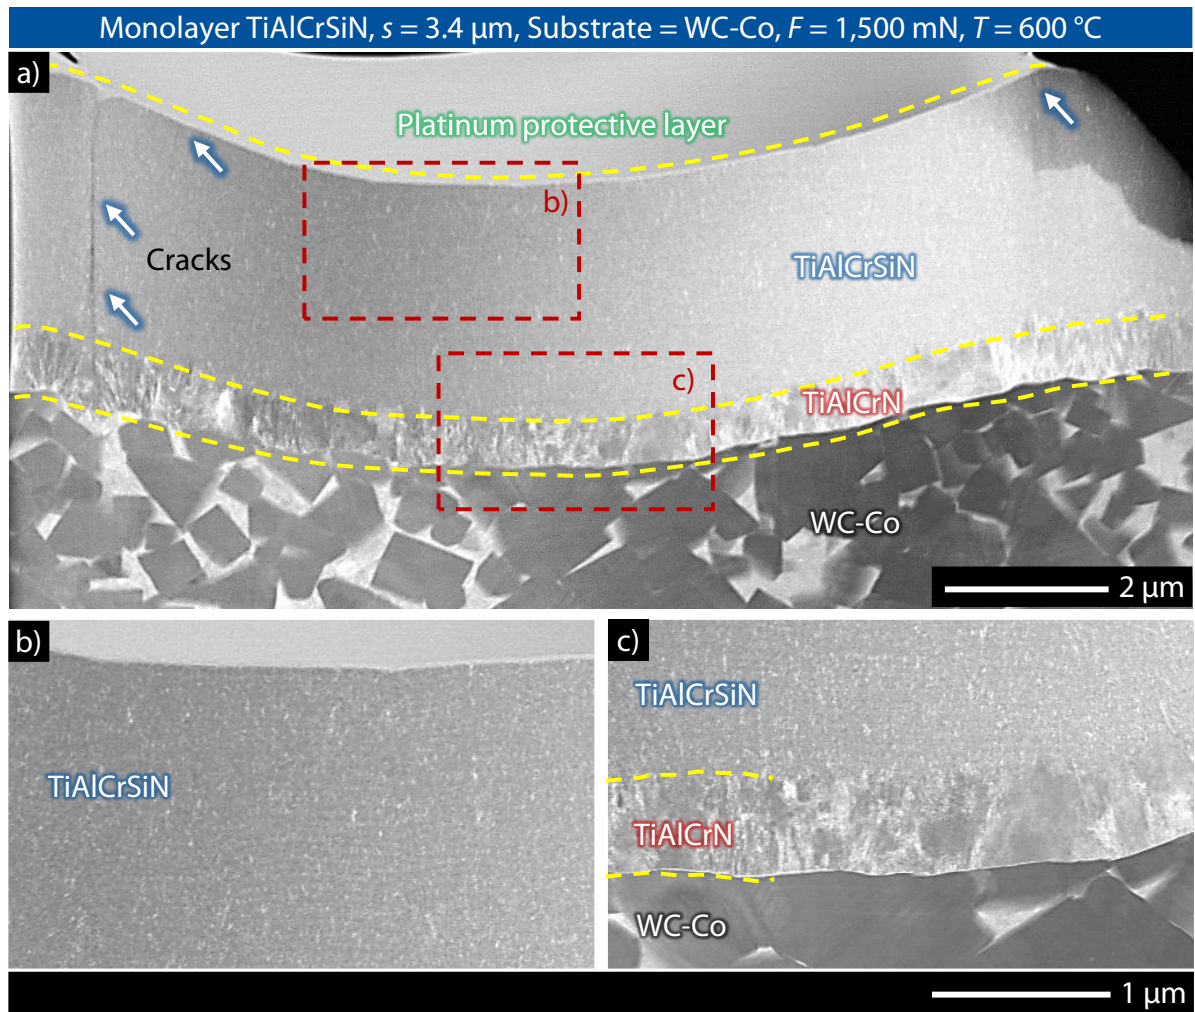 Monolayer TiAlCrSiN, s = 3.4 µm, Substrate = WC-Co, F = 1,500 mN, T = 600 °C
a)
Platinum protective layer
b)
Cracks
TiAlCrSiN
c)
TiAlCrN
WC-Co
2 µm
b)
TiAlCrSiN
c)
TiAlCrSiN
TiAlCrN
WC-Co
1 µm